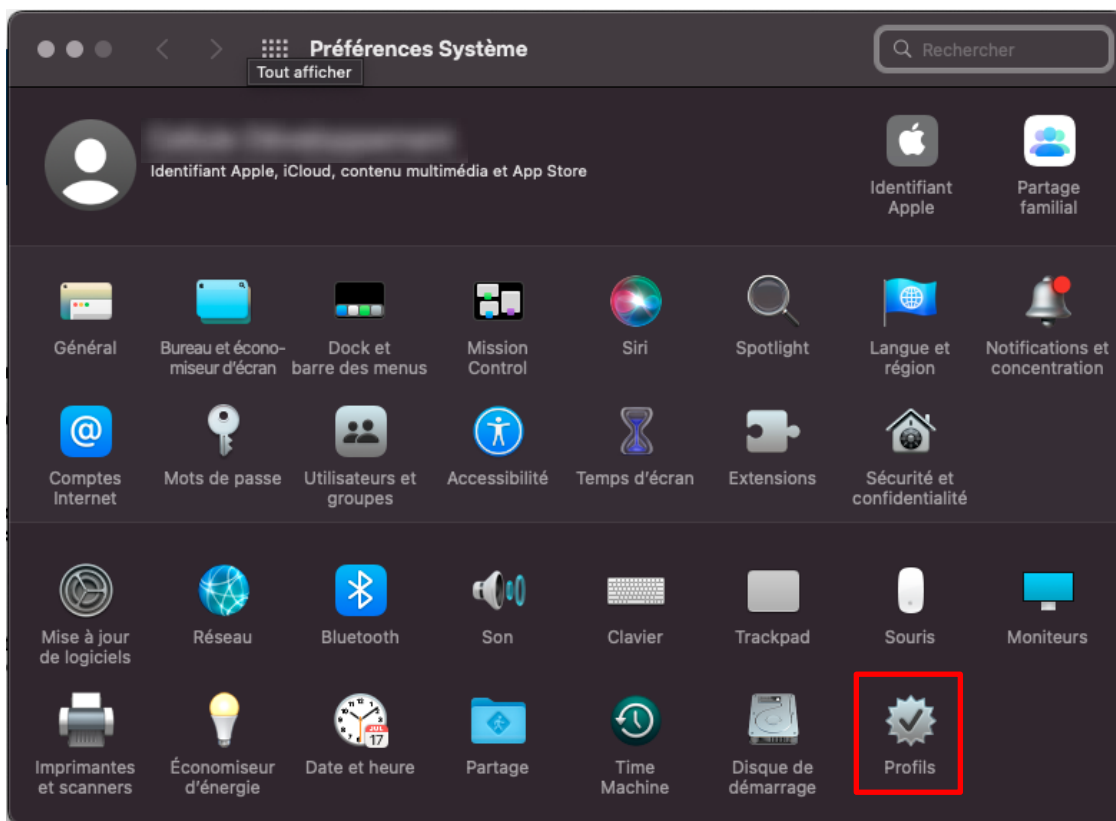 Préférences Système
Rechercher
Tout afficher
Identifiant Apple, iCloud, contenu multimédia et App Store
Identifiant
Apple
Partage
familial
Général
Bureau et écono-
miseur d'écran
Dock et
barre des menus
Mission
Control
Siri
Spotlight
Langue et
région
Notifications et
concentration
Comptes
Internet
Mots de passe
Utilisateurs et
groupes
Accessibilité
Temps d'écran
Extensions
Sécurité et
confidentialité
Mise à jour
de logiciels
Réseau
Bluetooth
Son
Clavier
Trackpad
Souris
Moniteurs
JUL
17
Imprimantes
et scanners
Économiseur
d'énergie
Date et heure
Partage
Time
Machine
Disque de
démarrage
Profils